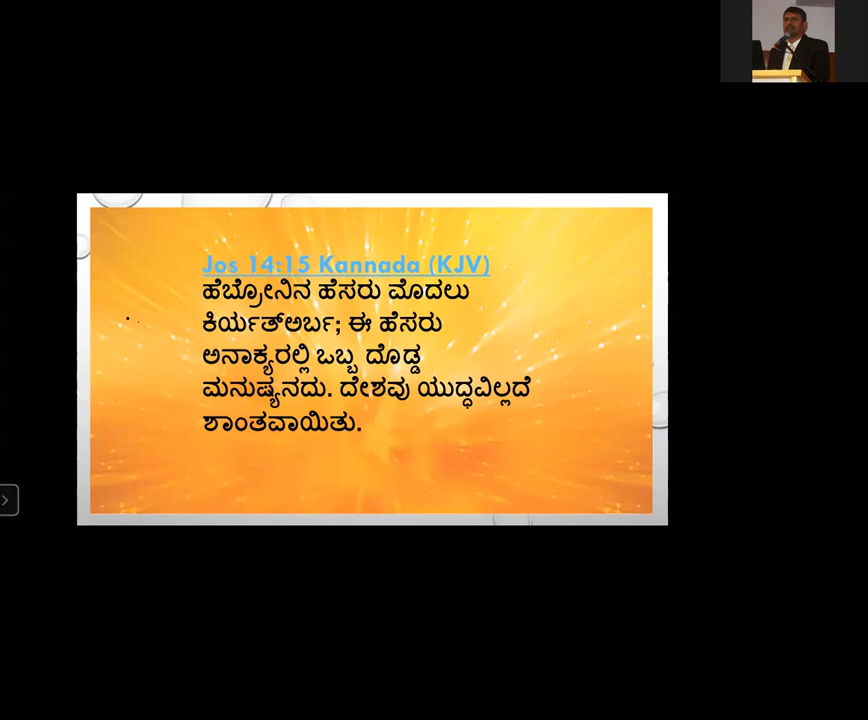 Jos 14:15 Kannada (KJV)
ಹೆಬ್ರೋನಿನ ಹೆಸರು ಮೊದಲು
ಕಿರ್ಯತ್‌ಅರ್ಬ; ಈ ಹೆಸರು
ಅನಾಕ್ಯರಲ್ಲಿ ಒಬ್ಬ ದೊಡ್ಡ
ಮನುಷ್ಯನದು. ದೇಶವು ಯುದ್ಧವಿಲ್ಲದೆ
ಶಾಂತವಾಯಿತು.